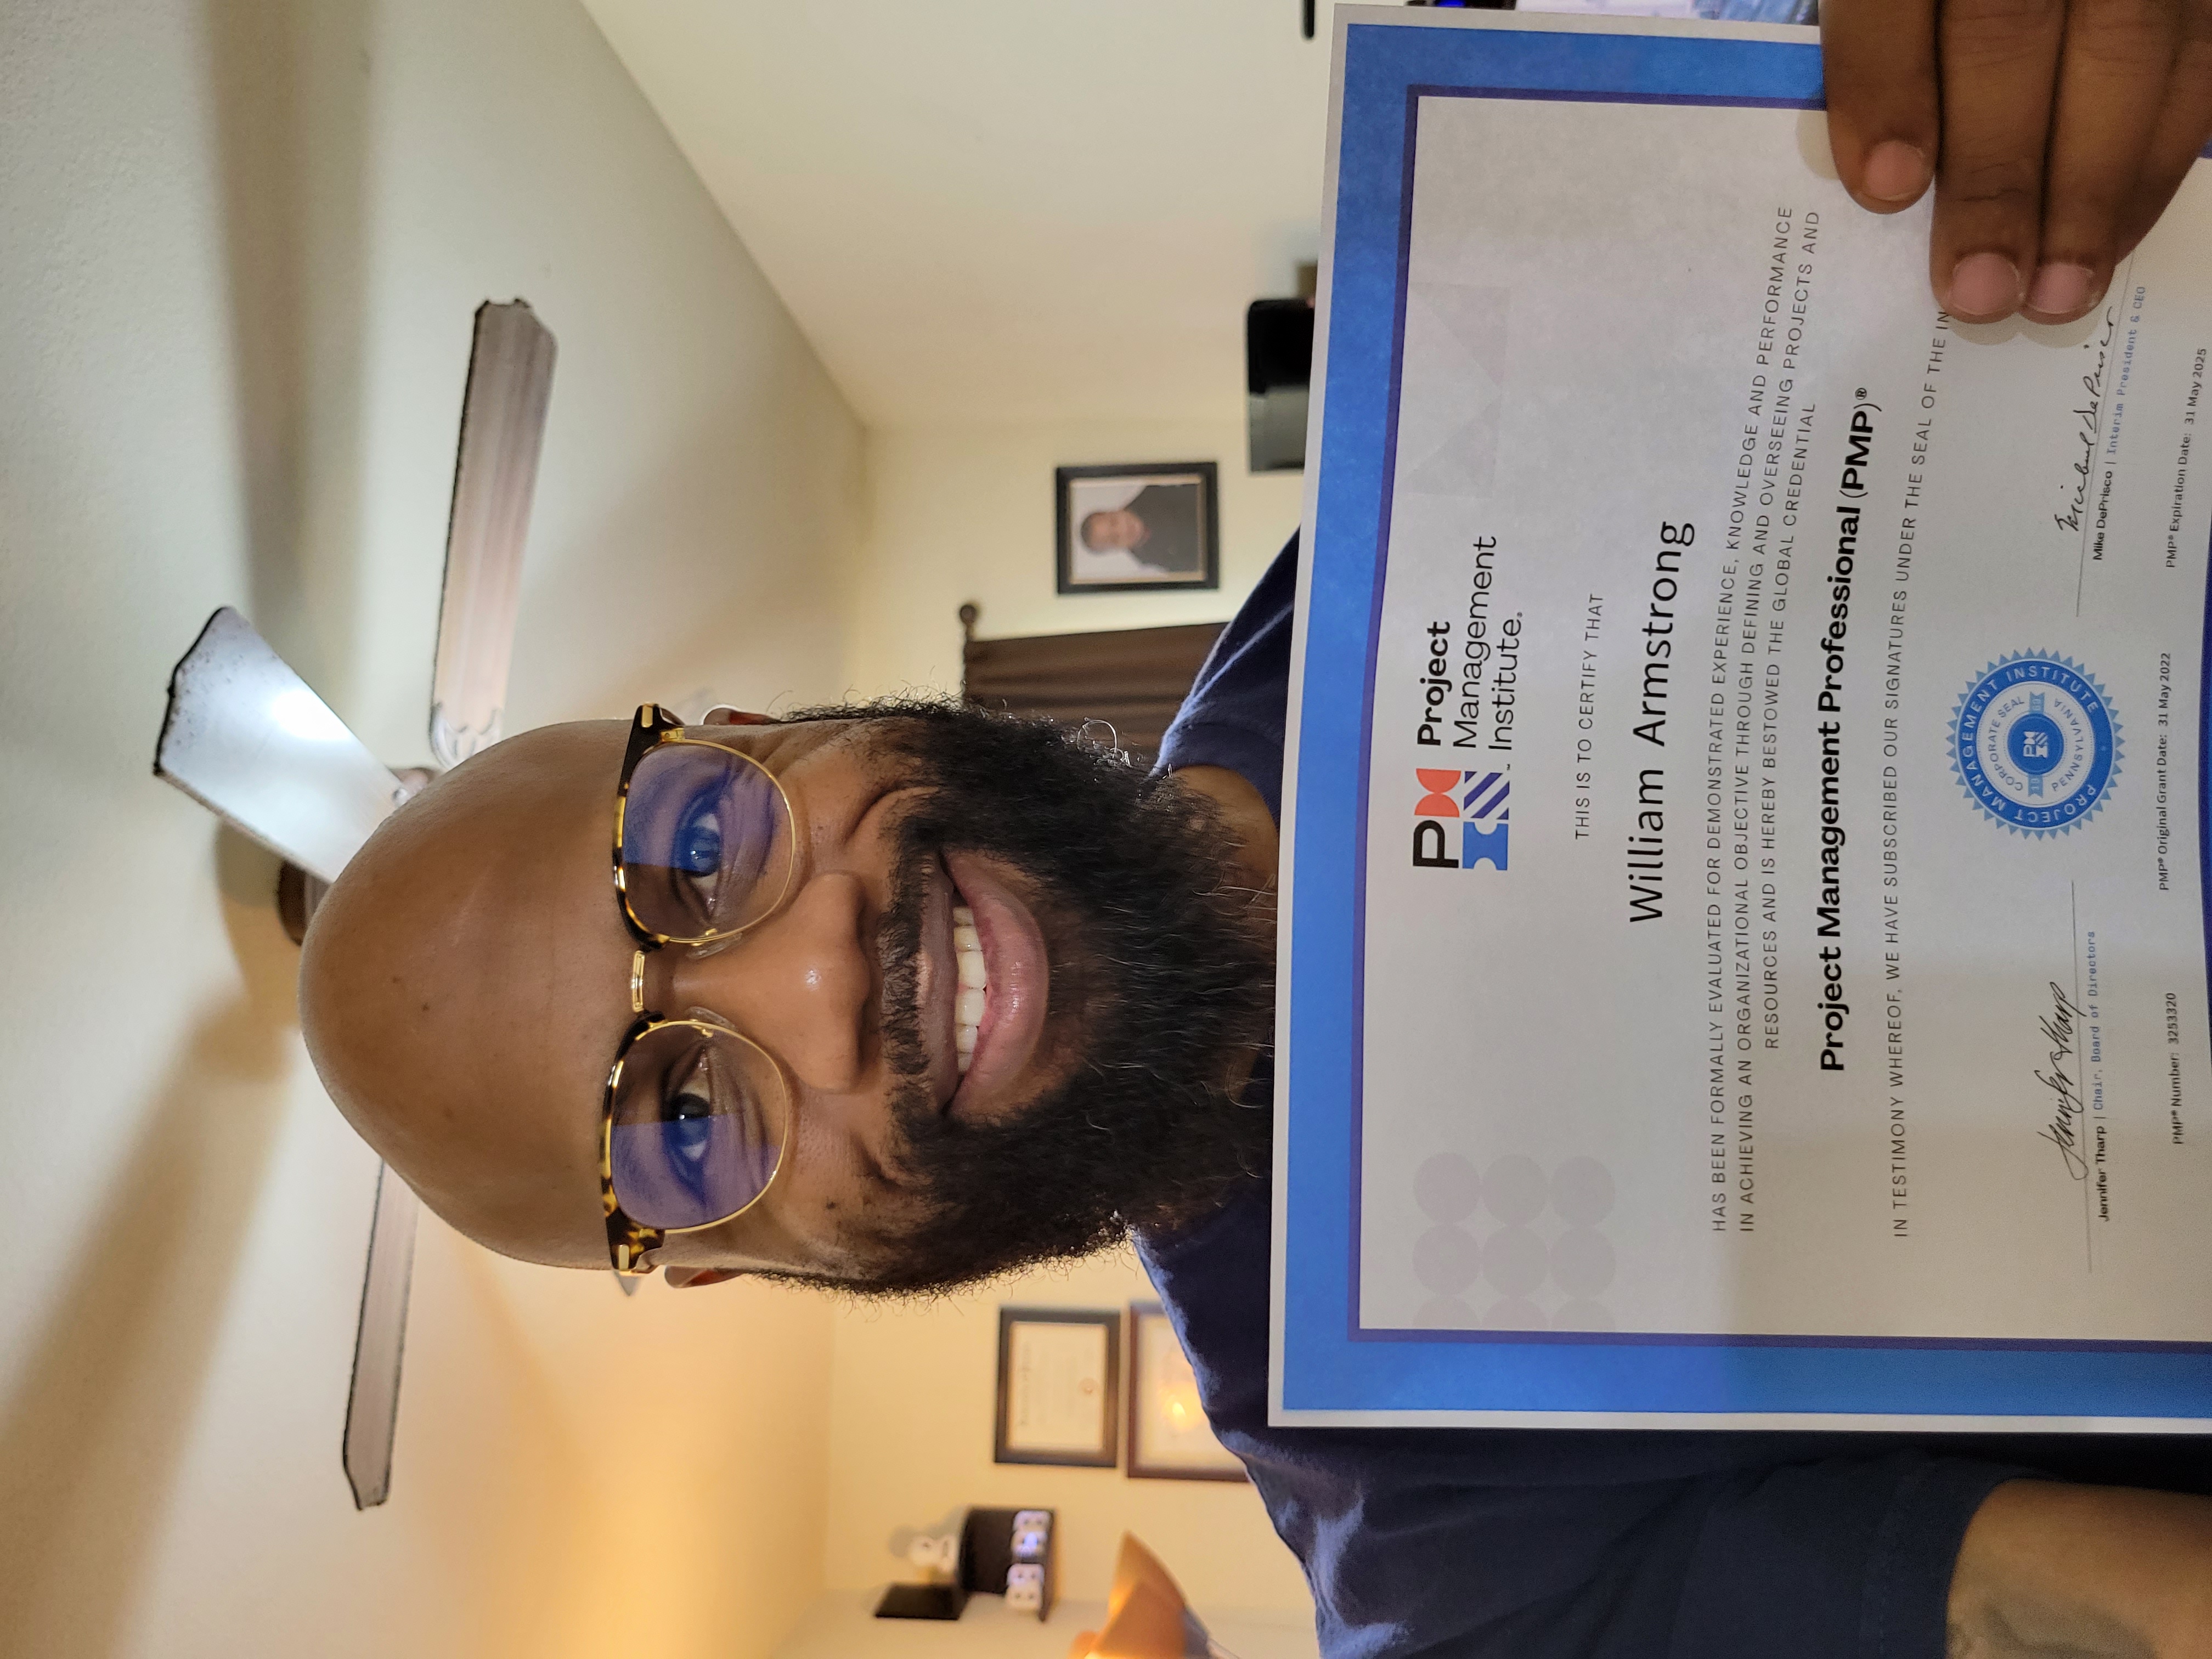 Project
Management
Institute.
THIS IS TO CERTIFY THAT
William Armstrong
HAS BEEN FORMALLY EVALUATED FOR DEMONSTRATED EXPERIENCE, KNOWLEDGE AND PERFORMANCE
IN ACHIEVING AN ORGANIZATIONAL OBJECTIVE THROUGH DEFINING AND OVERSEEING PROJECTS AND
RESOURCES AND IS HEREBY BESTOWED THE GLOBAL CREDENTIAL
Project Management Professional (PMP)®
IN TESTIMONY WHEREOF, WE HAVE SUBSCRIBED OUR SIGNATURES UNDER THE SEAL OF THE IN
PROJECT MANAGEMENT INSTITUTE
CORPORATE SEAL
1969
PENNSYLVANIA
Jennifer Tharp
Jennifer Tharp | Chair, Board of Directors
Michael DePrisco
Mike DePrisco | Interim President & CEO
PMP® Number: 3253320
PMP® Original Grant Date: 31 May 2022
PMP® Expiration Date: 31 May 2025